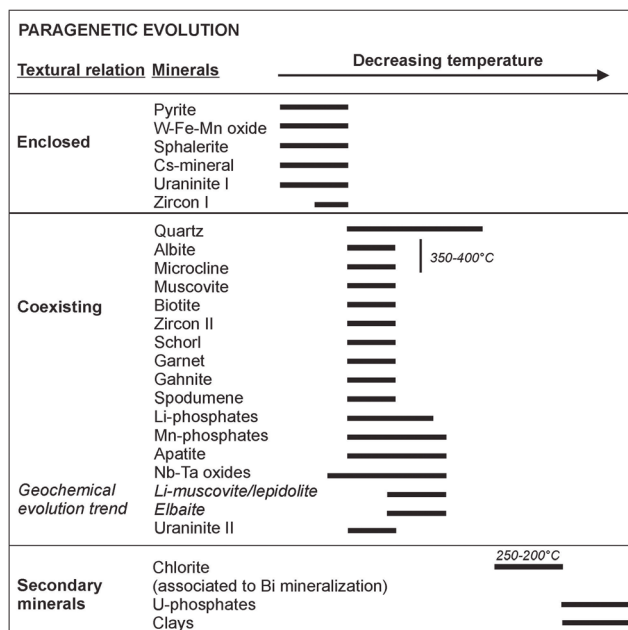 PARAGENETIC EVOLUTION
Textural relation Minerals Decreasing temperature
Pyrite
W-Fe-Mn oxide
Enclosed Sphalerite
Cs-mineral
Uraninite I
Zircon I
Quartz
Albite
350-400°C
Microcline
Muscovite
Coexisting Biotite
Zircon II
Schorl
Garnet
Gahnite
Spodumene
Li-phosphates
Mn-phosphates
Apatite
Nb-Ta oxides
Geochemical Li-muscovite/lepidolite
evolution trend Elbaite
Uraninite II
250-200°C
Chlorite
Secondary (associated to Bi mineralization)
minerals U-phosphates
Clays